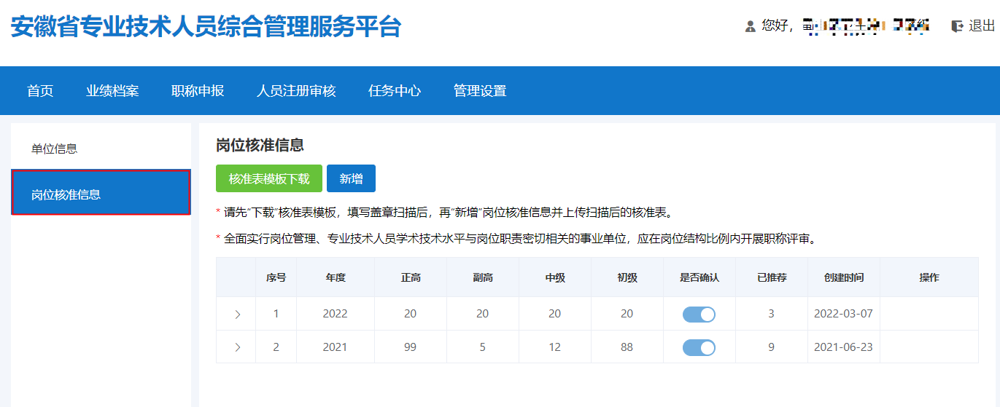 安徽省专业技术人员综合管理服务平台
您好，
退出
首页 业绩档案 职称申报 人员注册审核 任务中心 管理设置
单位信息
岗位核准信息
岗位核准信息
核准表模板下载 新增
* 请先"下载"核准表模板，填写盖章扫描后，再"新增"岗位核准信息并上传扫描后的核准表。
* 全面实行岗位管理、专业技术人员学术技术水平与岗位职责密切相关的事业单位，应在岗位结构比例内开展职称评审。
序号 年度 正高 副高 中级 初级 是否确认 已推荐 创建时间 操作
1 2022 20 20 20 20 3 2022-03-07
2 2021 99 5 12 88 9 2021-06-23